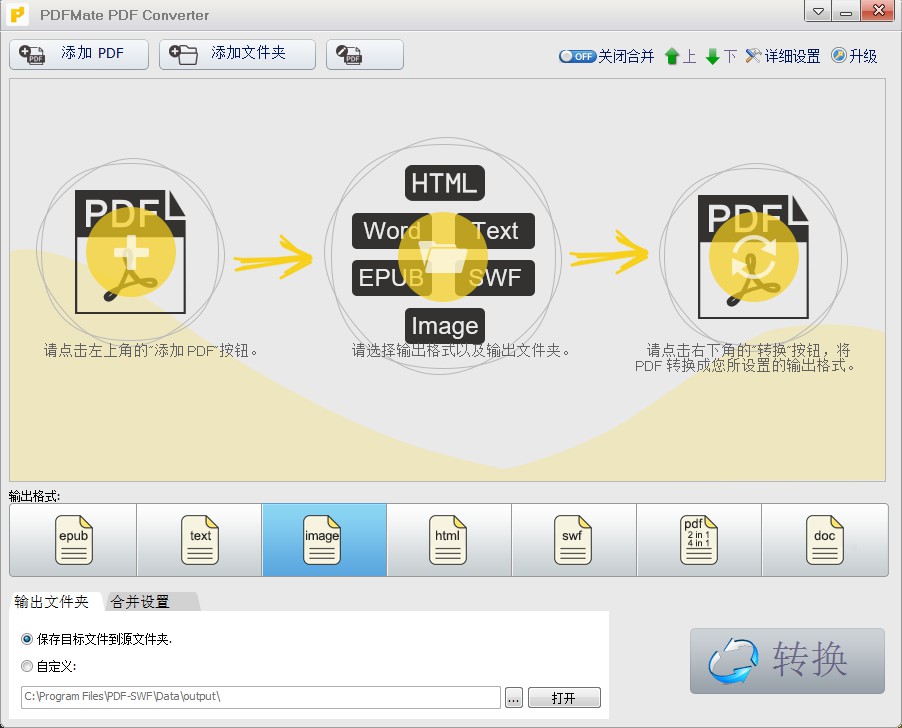 PDFMate PDF Converter
添加 PDF
添加文件夹
PDF
OFF 关闭合并
上
下
详细设置
升级
PDF
HTML
Word
Text
EPUB
SWF
Image
PDF
请点击左上角的"添加 PDF"按钮。
请选择输出格式以及输出文件夹。
请点击右下角的"转换"按钮，将
PDF 转换成您所设置的输出格式。
输出格式:
epub
text
image
html
swf
pdf
2 in 1
4 in 1
doc
输出文件夹
合并设置
保存目标文件到源文件夹.
自定义:
C:\Program Files\PDF-SWF\Data\output\
...
打开
转换